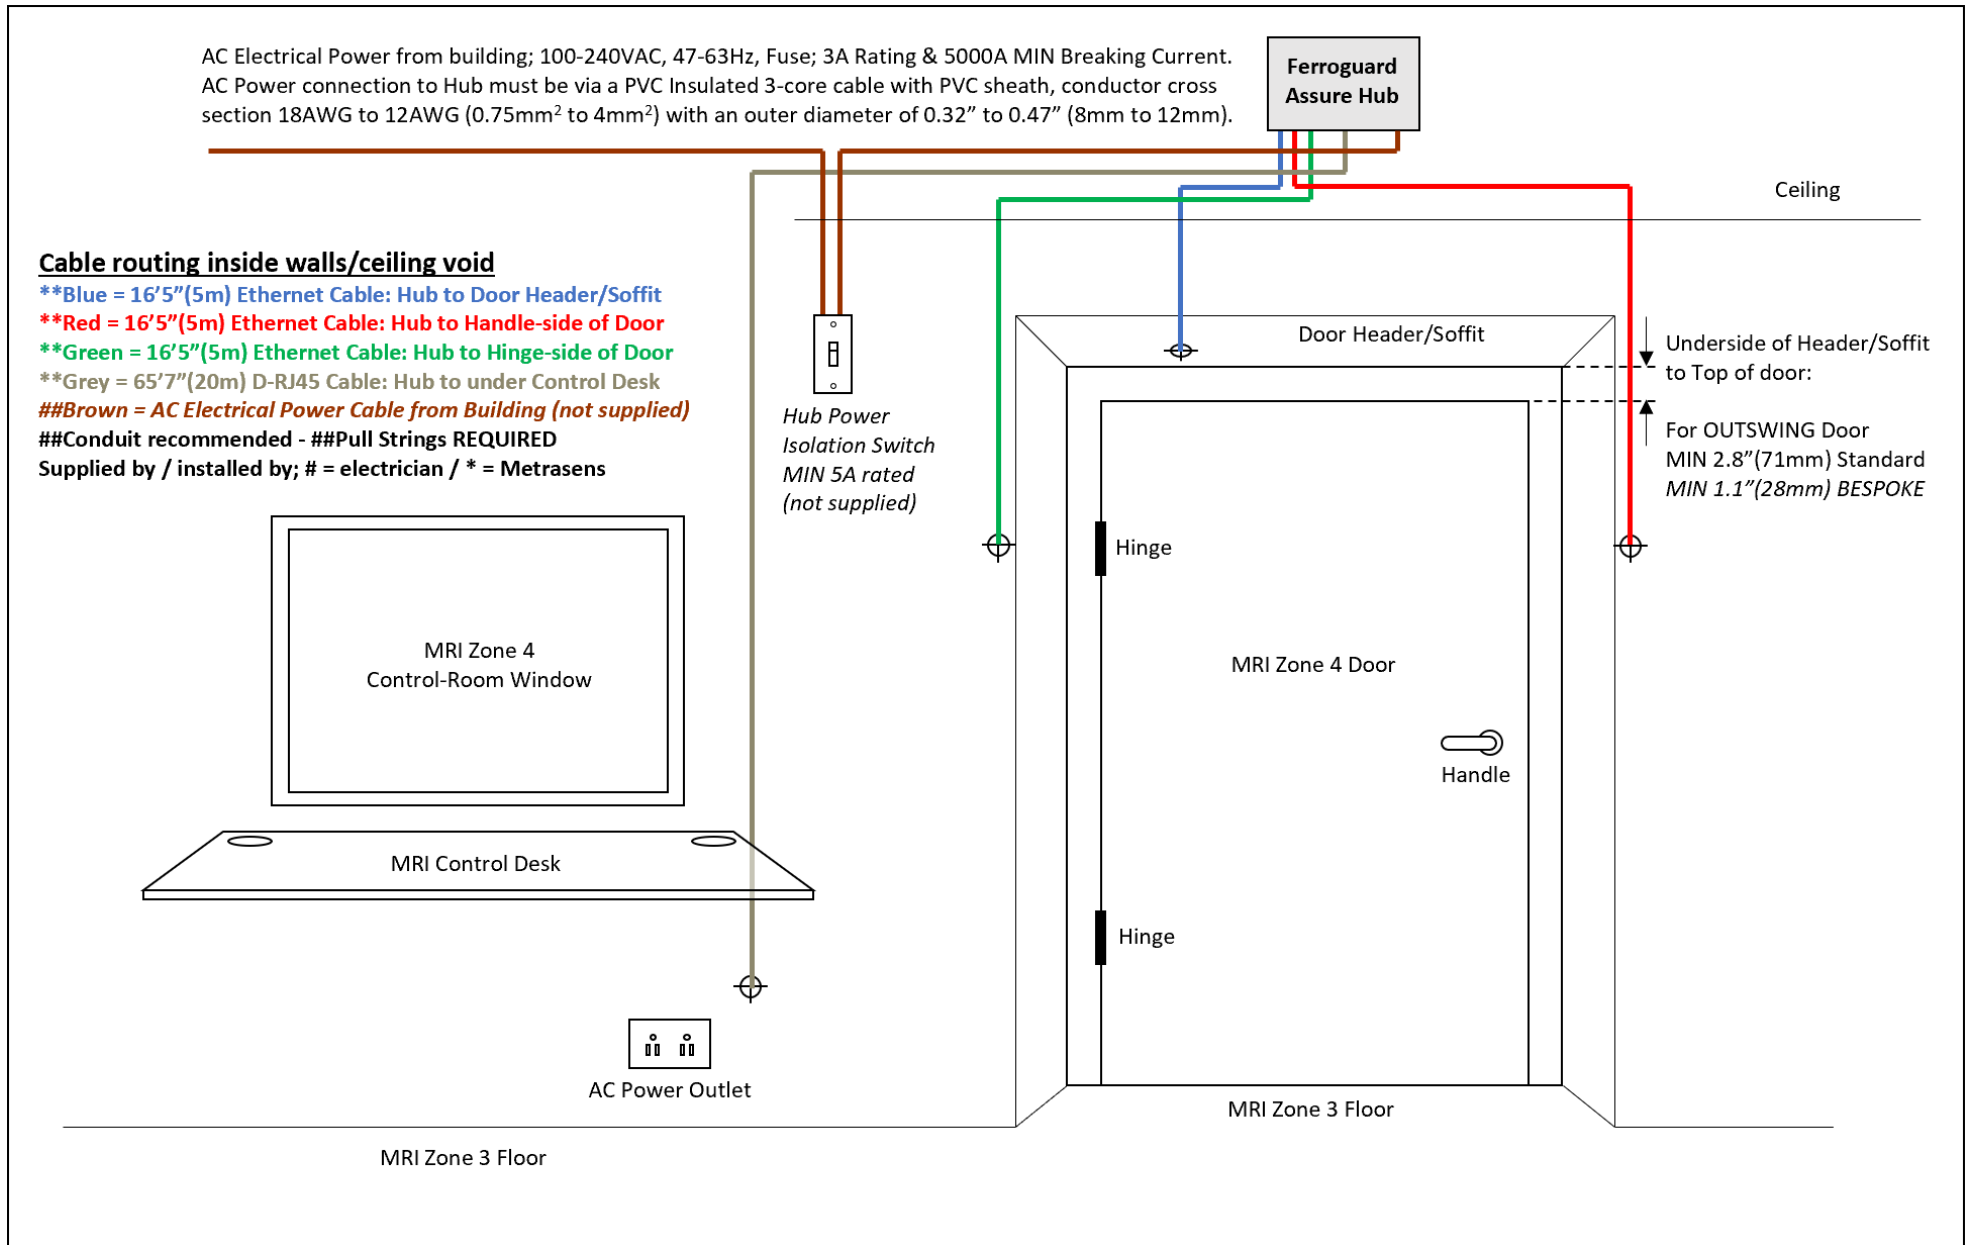 AC Electrical Power from building; 100-240VAC, 47-63Hz, Fuse; 3A Rating & 5000A MIN Breaking Current.
AC Power connection to Hub must be via a PVC Insulated 3-core cable with PVC sheath, conductor cross
section 18AWG to 12AWG (0.75mm² to 4mm²) with an outer diameter of 0.32” to 0.47” (8mm to 12mm).
Ferroguard
Assure Hub
Ceiling
Cable routing inside walls/ceiling void
**Blue = 16’5”(5m) Ethernet Cable: Hub to Door Header/Soffit
**Red = 16’5”(5m) Ethernet Cable: Hub to Handle-side of Door
**Green = 16’5”(5m) Ethernet Cable: Hub to Hinge-side of Door
**Grey = 65’7”(20m) D-RJ45 Cable: Hub to under Control Desk
##Brown = AC Electrical Power Cable from Building (not supplied)
##Conduit recommended - ##Pull Strings REQUIRED
Supplied by / installed by; # = electrician / * = Metrasens
Hub Power
Isolation Switch
MIN 5A rated
(not supplied)
Door Header/Soffit
Underside of Header/Soffit
to Top of door:
For OUTSWING Door
MIN 2.8”(71mm) Standard
MIN 1.1”(28mm) BESPOKE
Hinge
MRI Zone 4
Control-Room Window
MRI Zone 4 Door
Handle
MRI Control Desk
Hinge
AC Power Outlet
MRI Zone 3 Floor
MRI Zone 3 Floor